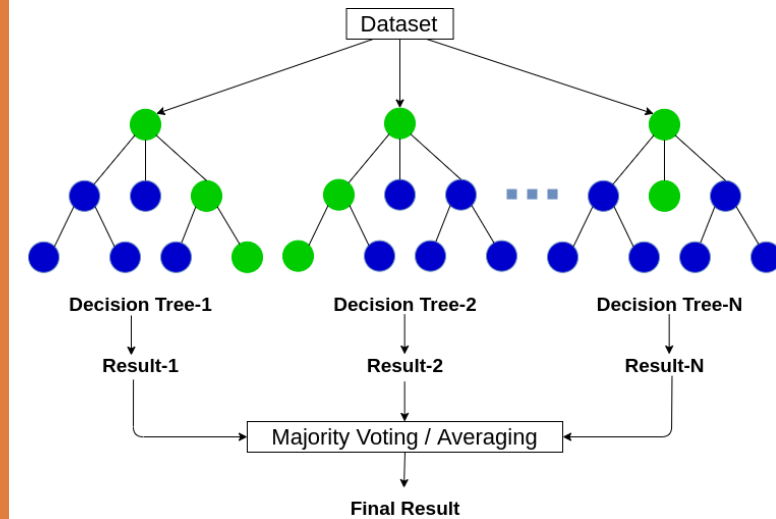 Dataset
Decision Tree-1
Decision Tree-2
Decision Tree-N
Result-1
Result-2
Result-N
Majority Voting / Averaging
Final Result